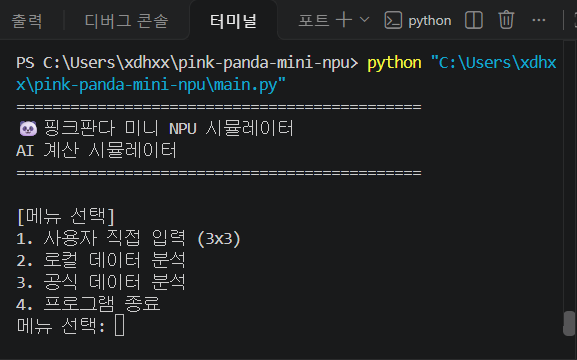 출력 디버그 콘솔 터미널 포트 python ...
PS C:\Users\xdhxx\pink-panda-mini-npu> python "C:\Users\xdhx
x\pink-panda-mini-npu\main.py"
=============================================
🐼 핑크판다 미니 NPU 시뮬레이터
AI 계산 시뮬레이터
=============================================
[메뉴 선택]
1. 사용자 직접 입력 (3x3)
2. 로컬 데이터 분석
3. 공식 데이터 분석
4. 프로그램 종료
메뉴 선택: